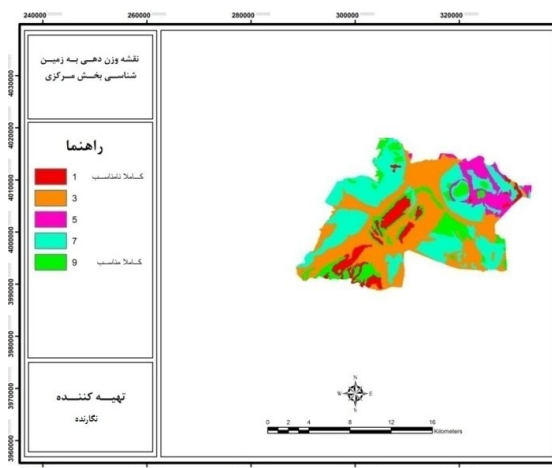 240000 260000 280000 300000 320000
4030000
4020000
4010000
4000000
3990000
3980000
3970000
3960000
نقشه وزن دهی به زمین
شناسی بخش مرکزی
راهنما
1 کاملا نامناسب
3
5
7
9 کاملا مناسب
تهیه کننده
نگارنده
N
W E
S
0 2 4 8 12 16
Kilometers